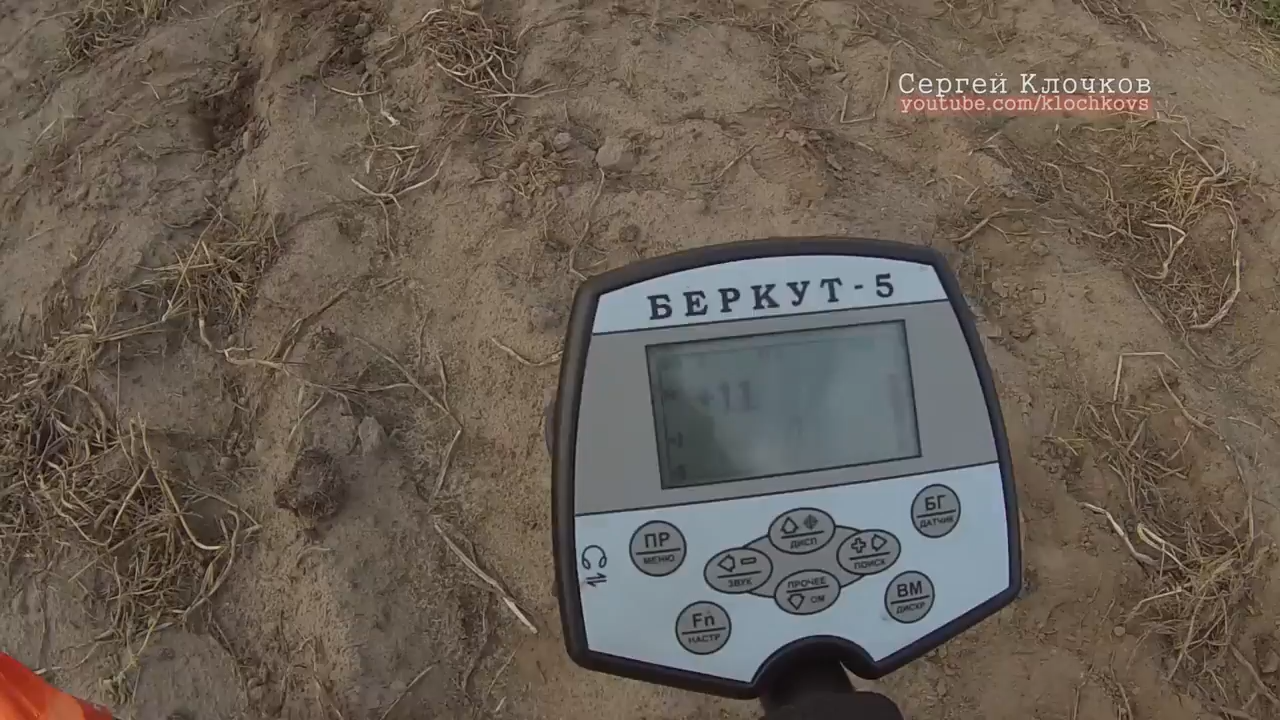 Сергей Клочков
youtube.com/klochkovs
БЕРКУТ-5
+11
БГ
ДАТЧИК
ДИСП
ПР
МЕНЮ
ПОИСК
ЗВУК
ПРОЧЕЕ
ОМ
ВМ
ДИСКР
Fn
НАСТР